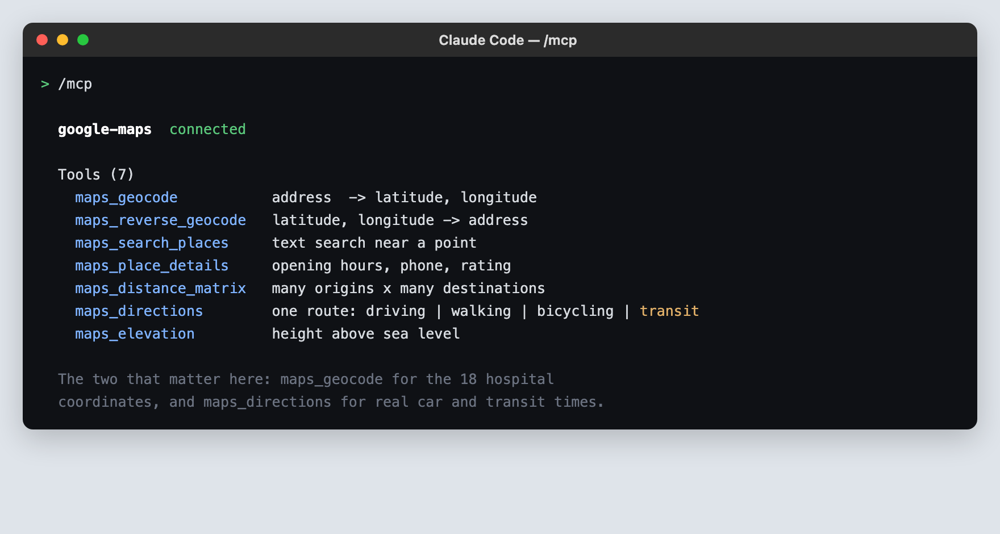 Claude Code — /mcp
> /mcp
google-maps connected
Tools (7)
maps_geocode address -> latitude, longitude
maps_reverse_geocode latitude, longitude -> address
maps_search_places text search near a point
maps_place_details opening hours, phone, rating
maps_distance_matrix many origins x many destinations
maps_directions one route: driving | walking | bicycling | transit
maps_elevation height above sea level
The two that matter here: maps_geocode for the 18 hospital
coordinates, and maps_directions for real car and transit times.